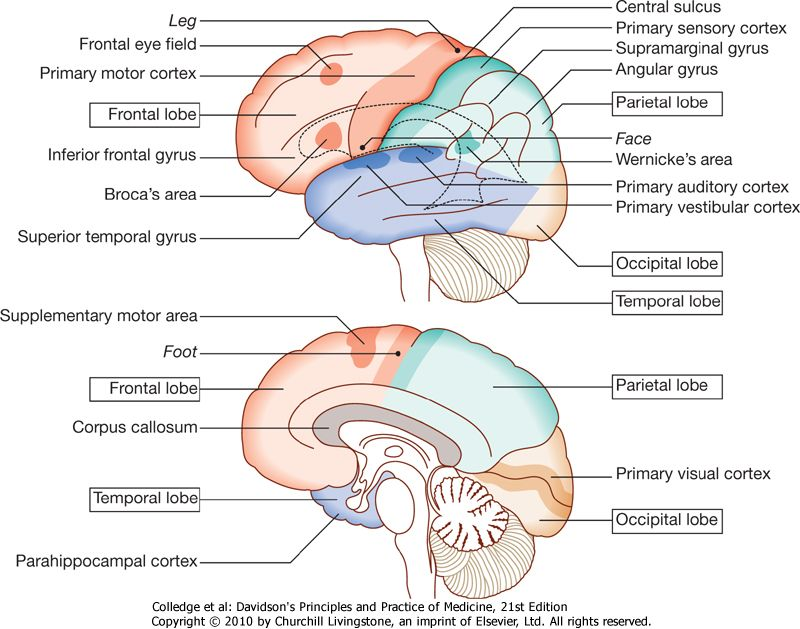 Leg
Frontal eye field
Primary motor cortex
Frontal lobe
Inferior frontal gyrus
Broca's area
Superior temporal gyrus
Central sulcus
Primary sensory cortex
Supramarginal gyrus
Angular gyrus
Parietal lobe
Face
Wernicke's area
Primary auditory cortex
Primary vestibular cortex
Occipital lobe
Temporal lobe
Supplementary motor area
Foot
Frontal lobe
Corpus callosum
Temporal lobe
Parahippocampal cortex
Parietal lobe
Primary visual cortex
Occipital lobe
Colledge et al: Davidson's Principles and Practice of Medicine, 21st Edition
Copyright © 2010 by Churchill Livingstone, an imprint of Elsevier, Ltd. All rights reserved.